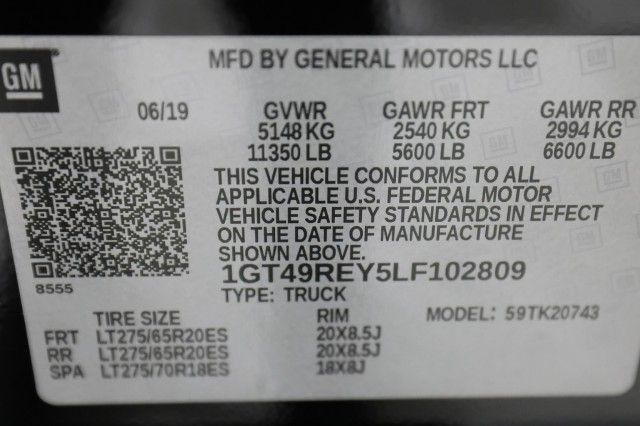 GM
MFD BY GENERAL MOTORS LLC
06/19 GVWR GAWR FRT GAWR RR
5148 KG 2540 KG 2994 KG
11350 LB 5600 LB 6600 LB
THIS VEHICLE CONFORMS TO ALL
APPLICABLE U.S. FEDERAL MOTOR
VEHICLE SAFETY STANDARDS IN EFFECT
ON THE DATE OF MANUFACTURE
SHOWN ABOVE.
8555
1GT49REY5LF102809
TYPE: TRUCK
MODEL: 59TK20743
TIRE SIZE RIM
FRT LT275/65R20ES 20X8.5J
RR LT275/65R20ES 20X8.5J
SPA LT275/70R18ES 18X8J